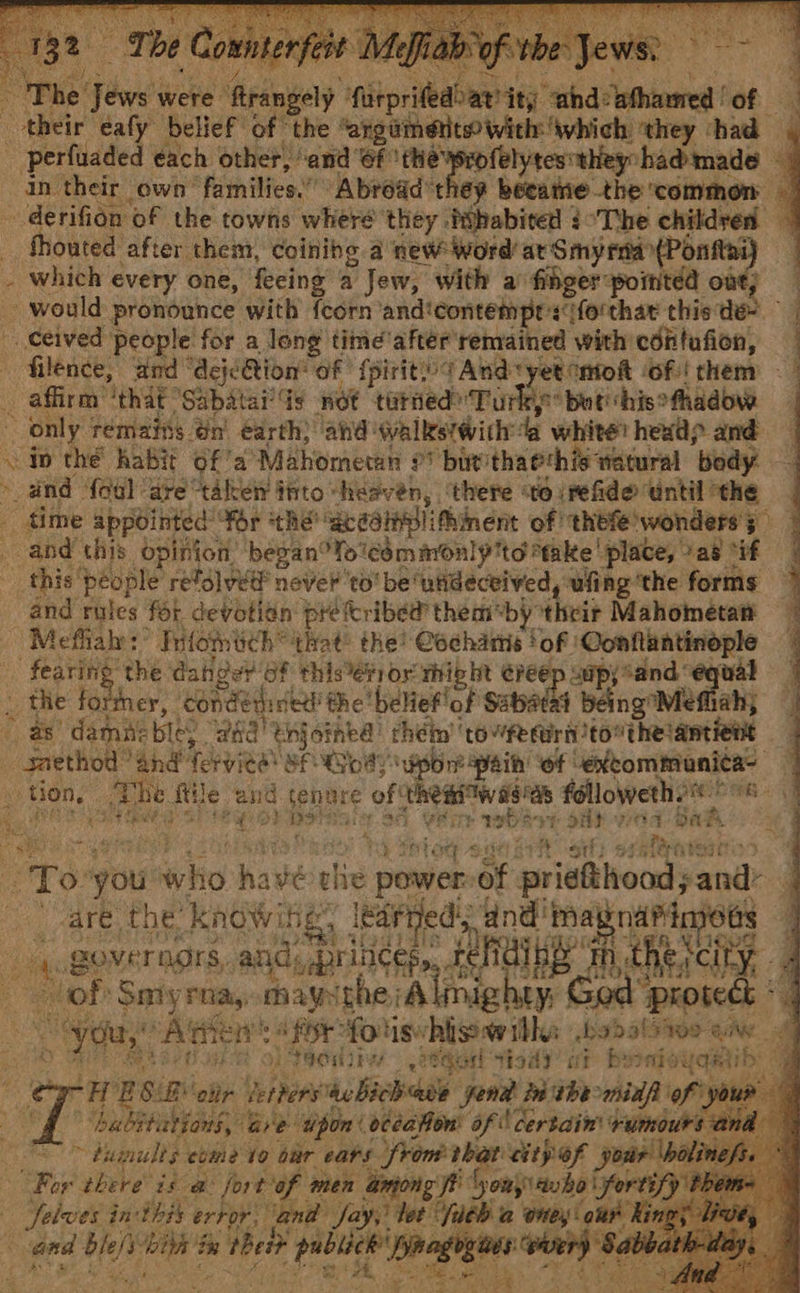 132 The Counterfeit Meſſiah of the Jews.
The Jews were ſtrangely ſurpriſed at it, and aſhamed of
their eaſy belief of the arguments with which they had
perſuaded each other, and of the proſelytes they had made
in their own families. Abroad they became the common
deriſion of the towns where they inhabited: The children
ſhouted after them, coining a new word at Smyrna (Ponſtai)
which every one, ſeeing a Jew, with a finger pointed out,
would pronounce with ſcorn and contempt: ſo that this de-
ceived people for a long time after remained with confuſion,
ſilence, and dejection of ſpirit. And yet moſt of them
affirm that Sabatai is not turned Turk, but his ſhadow
only remains on earth, and walks with a white head, and
in the habit of a Mahometan: but that his natural body
and ſoul are taken into heaven, there to reſide until the
time appointed for the accompliſhment of theſe wonders;
and this opinion began ſo commonly to take place, as if
this people reſolved never to be undeceived, uſing the forms
and rules for devotion preſcribed them by their Mahometan
Meſſiah: Inſomuch that the Cochams of Conſtantinople
fearing the danger of this error might creep up, and equal
the former, condemned the belief of Sabatai being Meſſiah,
as damnable, and enjoined them to return to the antient
method and ſervice of God, upon pain of excommunica-
tion. The ſtile and tenure of them was as followeth.
To you who have the power of prieſthood, and
are the knowing, learned, and magnanimous
governors and princes, reſiding in the city
of Smyrna, may the Almighty God protect
you, Amen: for ſo is his will.
THESE our letters which we ſend in the midſt of your
habitations, are upon occaſion of certain rumours and
tumults come to our ears from that city of your holineſs.
For there is a ſort of men among you, who fortify them-
ſelves in this error, and ſay, let ſuch a one, our king, live,
and bleſs him in their publick ſynagogues every Sabbath-day.
And